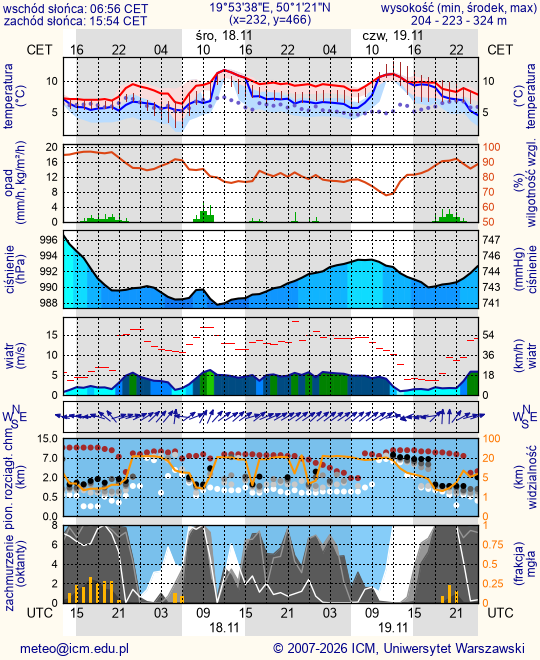 wschód słońca: 06:56 CET 19°53'38"E, 50°1'21"N wysokość (min, środek, max)
zachód słońca: 15:54 CET (x=232, y=466) 204 - 223 - 324 m
śro, 18.11 czw, 19.11
CET 16 22 04 10 16 22 04 10 16 22 CET
temperatura (°C) 10 5 10 5 (°C) temperatura
opad (mm/h, kg/m²/h) 20 16 12 8 4 0 100 90 80 70 60 50 (%) wilgotność wzgl.
ciśnienie (hPa) 996 994 992 990 988 747 746 744 743 741 (mmHg) ciśnienie
wiatr (m/s) 15 10 5 0 54 36 18 0 (km/h) wiatr
N W E S N W E S
pion. rozciągł. chm. (km) 15.0 7.0 2.0 0.5 0.0 100 20 5 1 0 (km) widzialność
zachmurzenie (oktanty) 8 6 4 2 0 1 0.75 0.5 0.25 0 (frakcja) mgła
UTC 15 21 03 09 15 21 03 09 15 21 UTC
18.11 19.11
meteo@icm.edu.pl © 2007-2026 ICM, Uniwersytet Warszawski